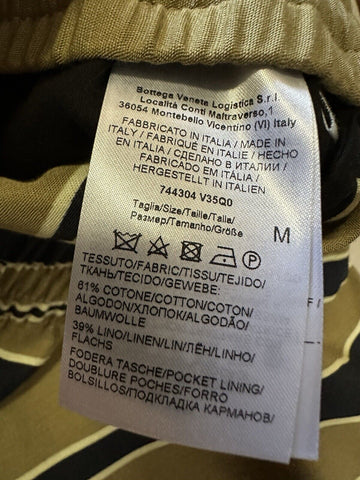 Bottega Veneta Logistica S.r.l.
Località Conti Maltraverso,1
36054 Montebello Vicentino (VI) Italy
FABBRICATO IN ITALIA / MADE IN
ITALY / FABRIQUÉ EN ITALIE / HECHO
EN ITALIA / СДЕЛАНО В ИТАЛИИ /
FABRICADO EM ITÁLIA /
HERGESTELLT IN ITALIEN
744304 V35Q0
Taglia/Size/Taille/Talla/
Размер/Tamanho/Größe
M
P
TESSUTO/FABRIC/TISSU/TEJIDO/
ТКАНЬ/TECIDO/GEWEBE:
61% COTONE/COTTON/COTON/
ALGODON/ХЛОПОК/ALGODÃO/
BAUMWOLLE
39% LINO/LINEN/LIN/ЛЁН/LINHO/
FLACHS
FODERA TASCHE/POCKET LINING/
DOUBLURE POCHES/FORRO
BOLSILLOS/ПОДКЛАДКА КАРМАНОВ/